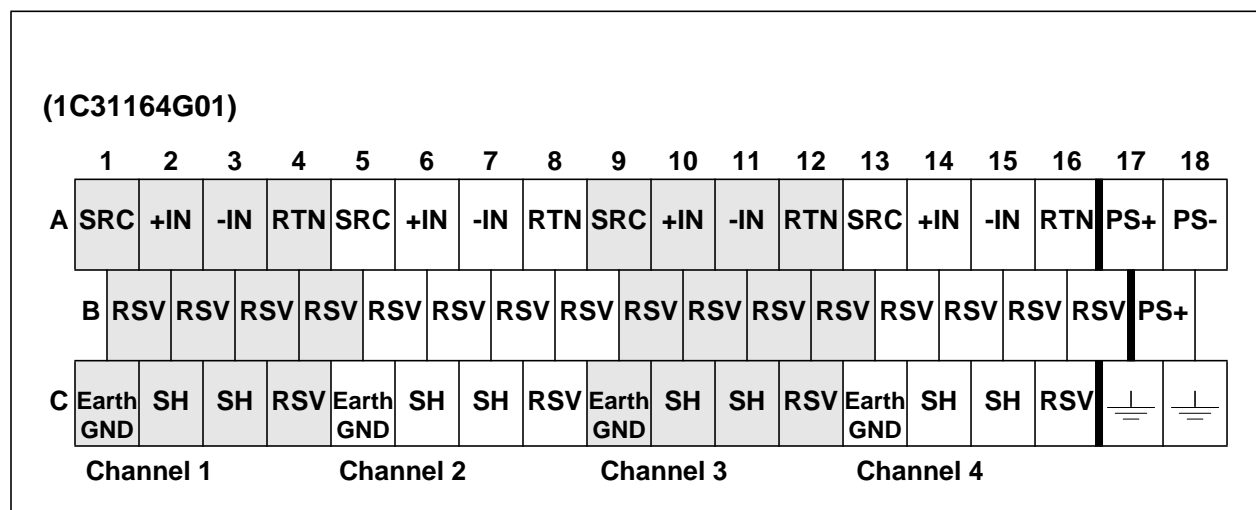 (1C31164G01)
1 2 3 4 5 6 7 8 9 10 11 12 13 14 15 16 17 18
A SRC +IN -IN RTN SRC +IN -IN RTN SRC +IN -IN RTN SRC +IN -IN RTN PS+ PS-
B RSV RSV RSV RSV RSV RSV RSV RSV RSV RSV RSV RSV RSV RSV RSV RSV PS+
C Earth GND SH SH RSV Earth GND SH SH RSV Earth GND SH SH RSV Earth GND SH SH RSV
Channel 1 Channel 2 Channel 3 Channel 4